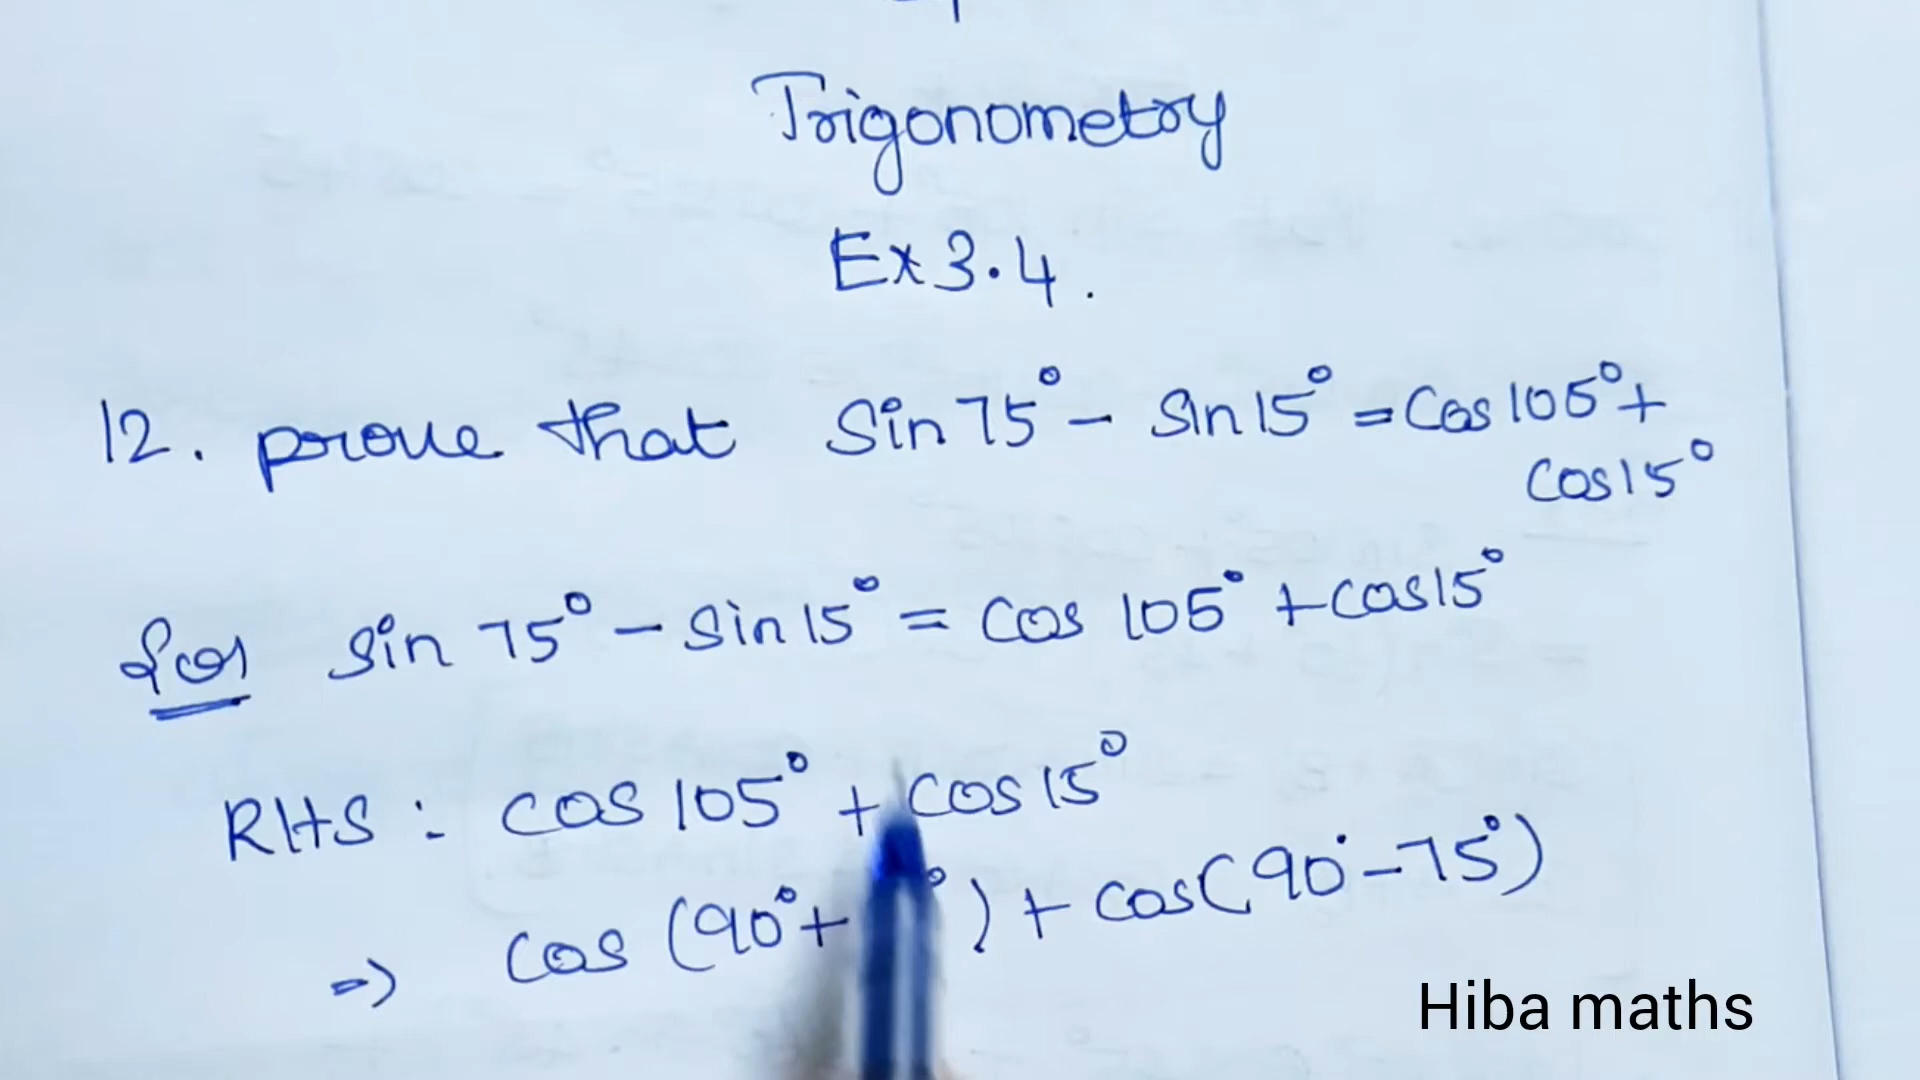 Trigonometry
Ex 3.4.
12. prove that Sin 75° - Sin 15° = Cos 105° +
Cos 15°
Sol Sin 75° - Sin 15° = Cos 105° + Cos 15°
RHS : Cos 105° + Cos 15°
=> Cos (90° + °) + Cos (90° - 75°)
Hiba maths